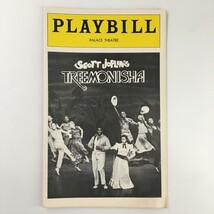 PLAYBILL
PALACE THEATRE
SCOTT JOPLIN'S
TREEMONISHA